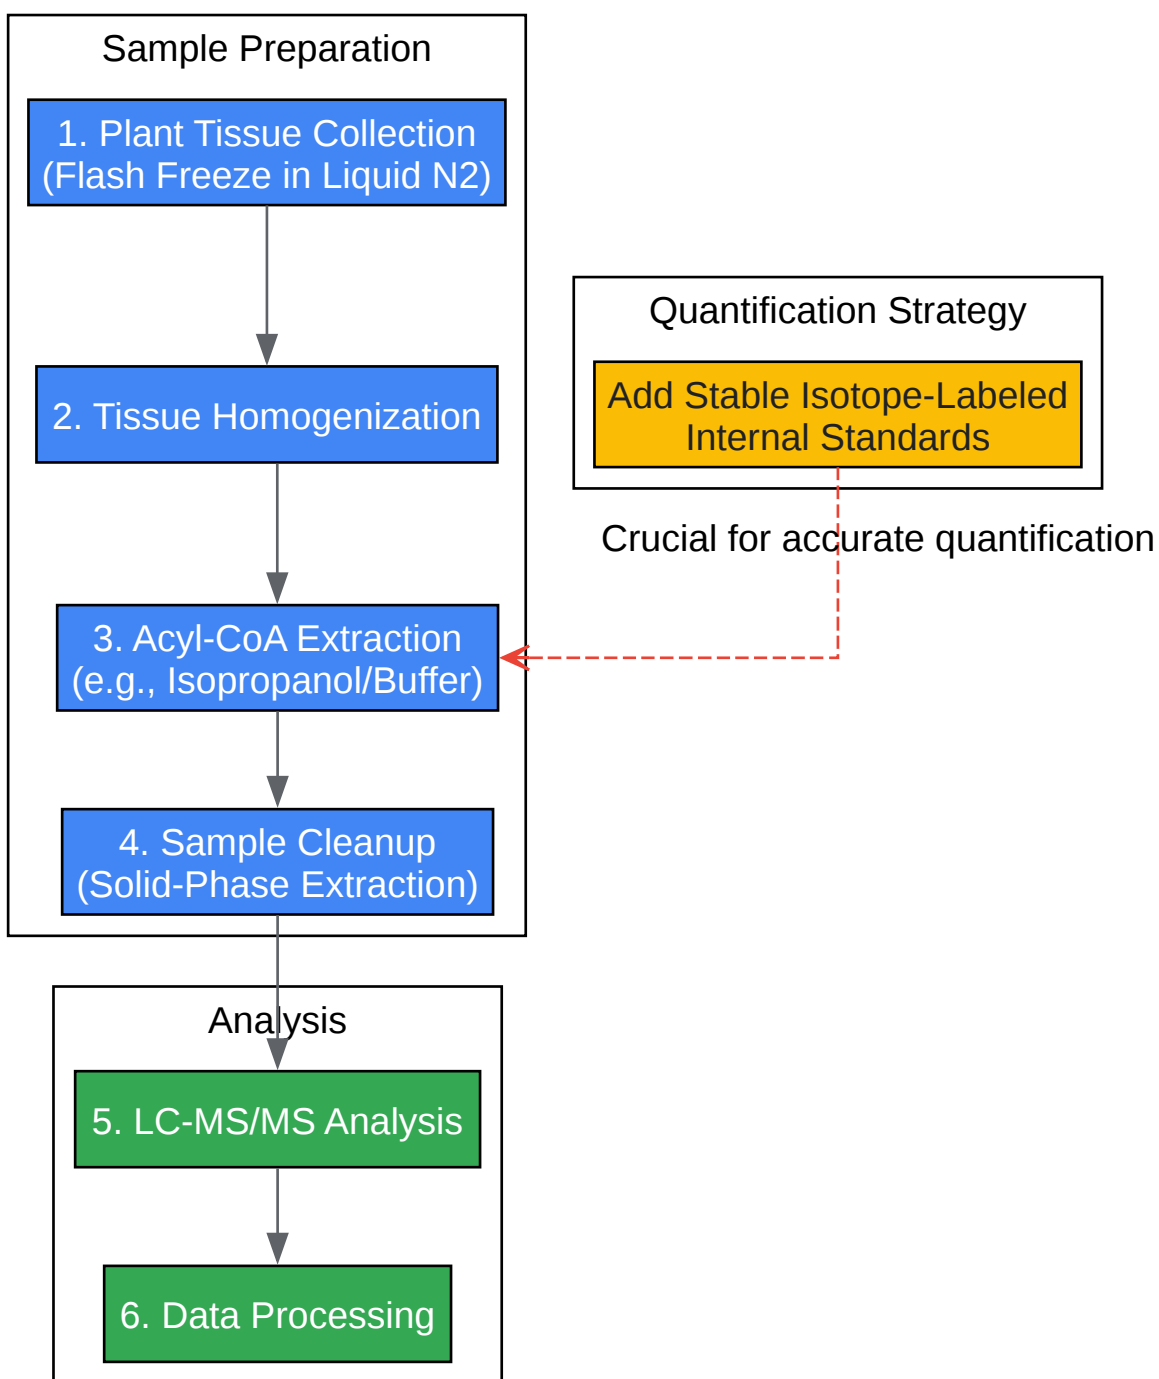 Sample Preparation
1. Plant Tissue Collection
(Flash Freeze in Liquid N2)
2. Tissue Homogenization
Quantification Strategy
Add Stable Isotope-Labeled
Internal Standards
Crucial for accurate quantification
3. Acyl-CoA Extraction
(e.g., Isopropanol/Buffer)
4. Sample Cleanup
(Solid-Phase Extraction)
Analysis
5. LC-MS/MS Analysis
6. Data Processing